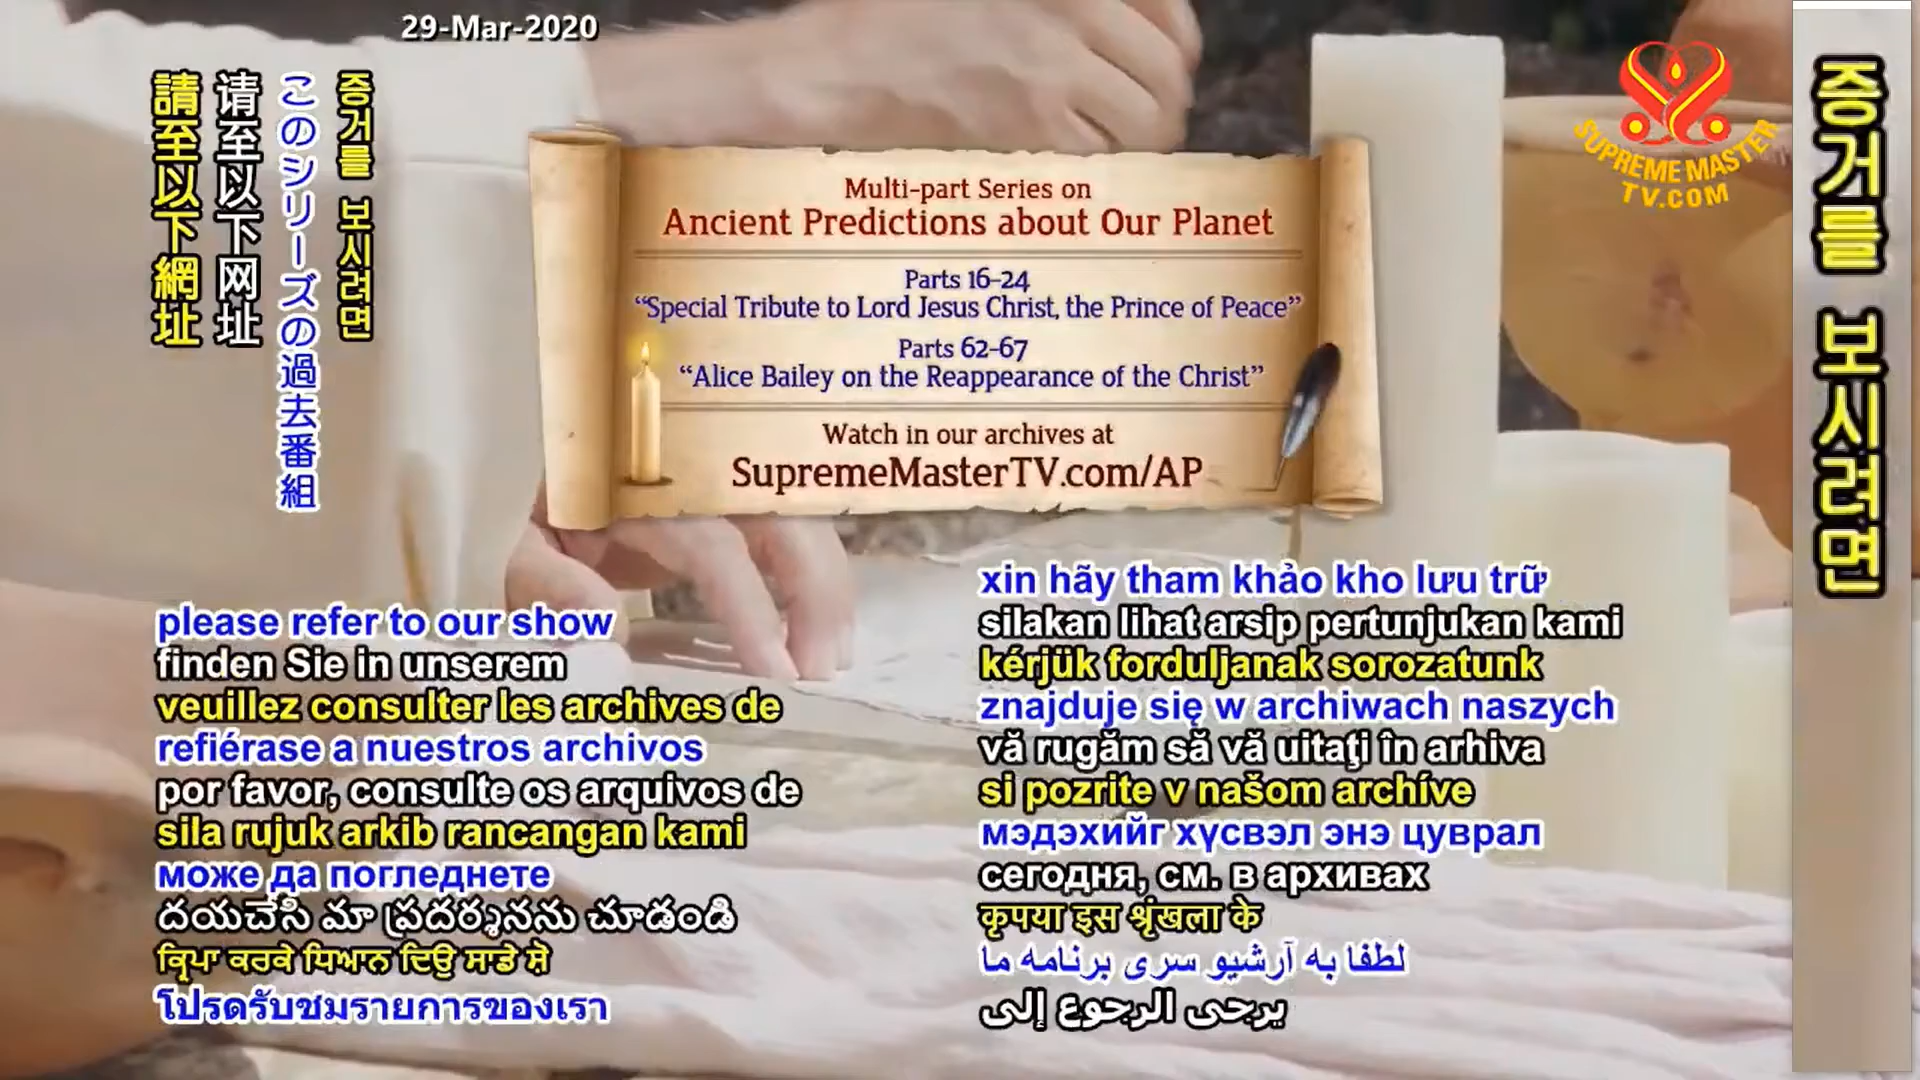 29-Mar-2020
請至以下網址
请至以下网址
このシリーズの過去番組
증거를 보시려면
Multi-part Series on
Ancient Predictions about Our Planet
Parts 16-24
“Special Tribute to Lord Jesus Christ, the Prince of Peace”
Parts 62-67
“Alice Bailey on the Reappearance of the Christ”
Watch in our archives at
SupremeMasterTV.com/AP
SUPREME MASTER
TV.COM
증거를 보시려면
please refer to our show
finden Sie in unserem
veuillez consulter les archives de
refiérase a nuestros archivos
por favor, consulte os arquivos de
sila rujuk arkib rancangan kami
може да погледнете
దయచేసి మా ప్రదర్శనను చూడండి
ਕ੍ਰਿਪਾ ਕਰਕੇ ਧਿਆਨ ਦਿਉ ਸਾਡੇ ਸ਼ੋ
โปรดรับชมรายการของเรา
xin hãy tham khảo kho lưu trữ
silakan lihat arsip pertunjukan kami
kérjük forduljanak sorozatunk
znajduje się w archiwach naszych
vă rugăm să vă uitaţi în arhiva
si pozrite v našom archíve
мэдэхийг хүсвэл энэ цуврал
сегодня, см. в архивах
कृपया इस श्रृंखला के
لطفا به آرشیو سری برنامه ما
يرجى الرجوع إلى